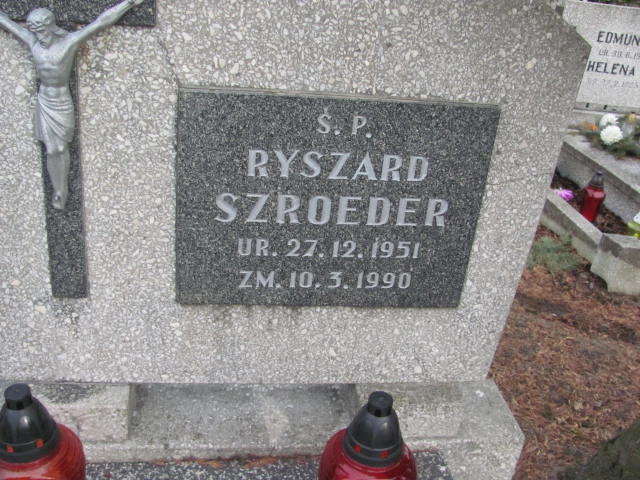 Ś. P.
RYSZARD
SZROEDER
UR. 27. 12. 1951
ZM. 10. 3. 1990
EDMUN
HELENA